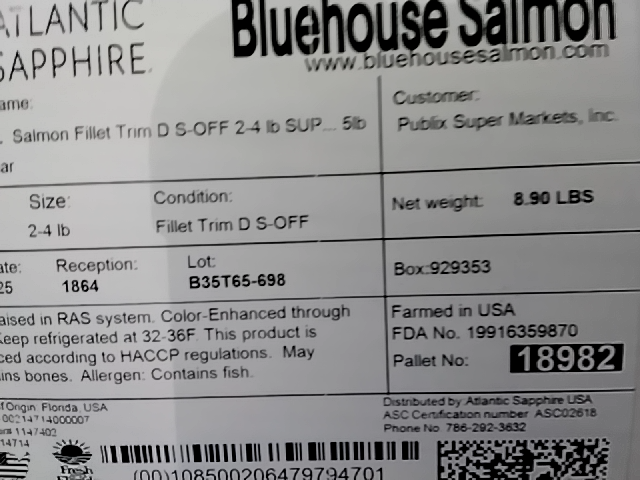 ATLANTIC
SAPPHIRE
Bluehouse Salmon
www.bluehousesalmon.com
ame:
Salmon Fillet Trim D S-OFF 2-4 lb SUP... 5lb
ar
Customer:
Publix Super Markets, Inc.
Size:
2-4 lb
Condition:
Fillet Trim D S-OFF
Net weight: 8.90 LBS
ate:
25
Reception:
1864
Lot:
B35T65-698
Box:929353
aised in RAS system. Color-Enhanced through
Keep refrigerated at 32-36F. This product is
ced according to HACCP regulations. May
ins bones. Allergen: Contains fish.
Farmed in USA
FDA No. 19916359870
Pallet No: 18982
f Origin Florida, USA
1147402
14714
Fresh
Distributed by Atlantic Sapphire USA
ASC Certification number ASC02618
Phone No 786-292-3632
(00)108500206479794701